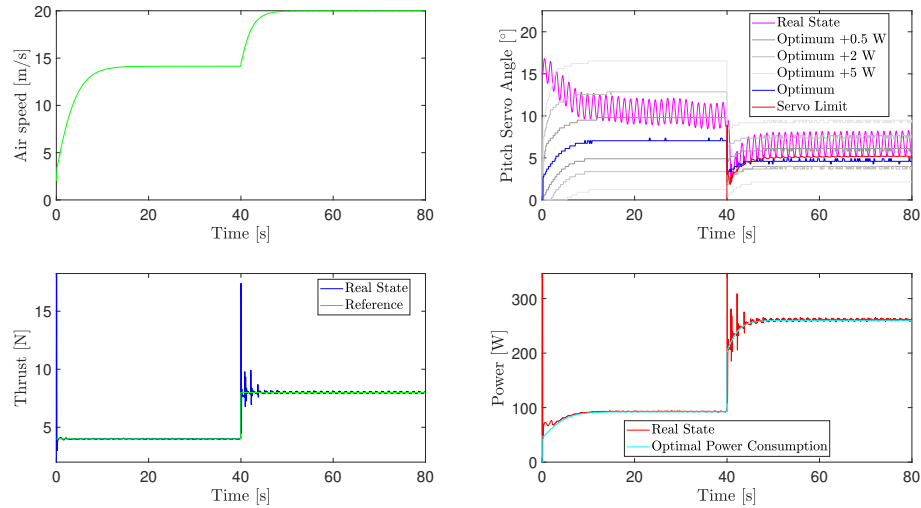 Air speed [m/s]
20
15
10
5
0
0
20
40
60
80
Time [s]
Pitch Servo Angle [°]
20
15
10
5
0
0
20
40
60
80
Time [s]
Real State
Optimum +0.5 W
Optimum +2 W
Optimum +5 W
Optimum
Servo Limit
Thrust [N]
15
10
5
0
20
40
60
80
Time [s]
Real State
Reference
Power [W]
300
200
100
0
0
20
40
60
80
Time [s]
Real State
Optimal Power Consumption